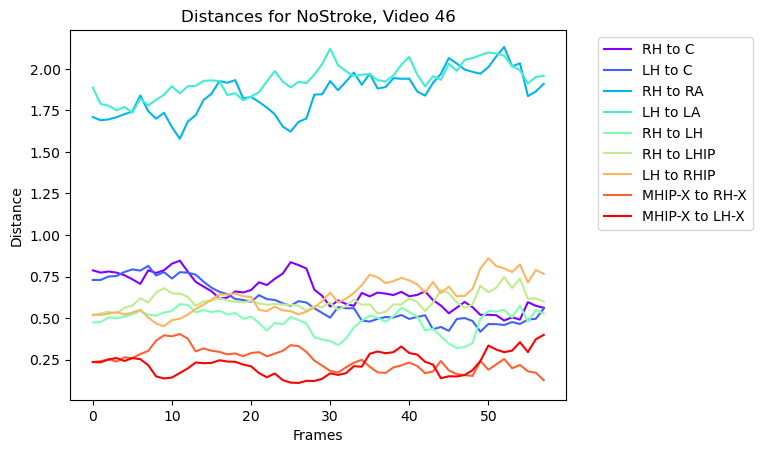 Distances for NoStroke, Video 46
Distance
2.00
1.75
1.50
1.25
1.00
0.75
0.50
0.25
0
10
20
30
40
50
Frames
RH to C
LH to C
RH to RA
LH to LA
RH to LH
RH to LHIP
LH to RHIP
MHIP-X to RH-X
MHIP-X to LH-X